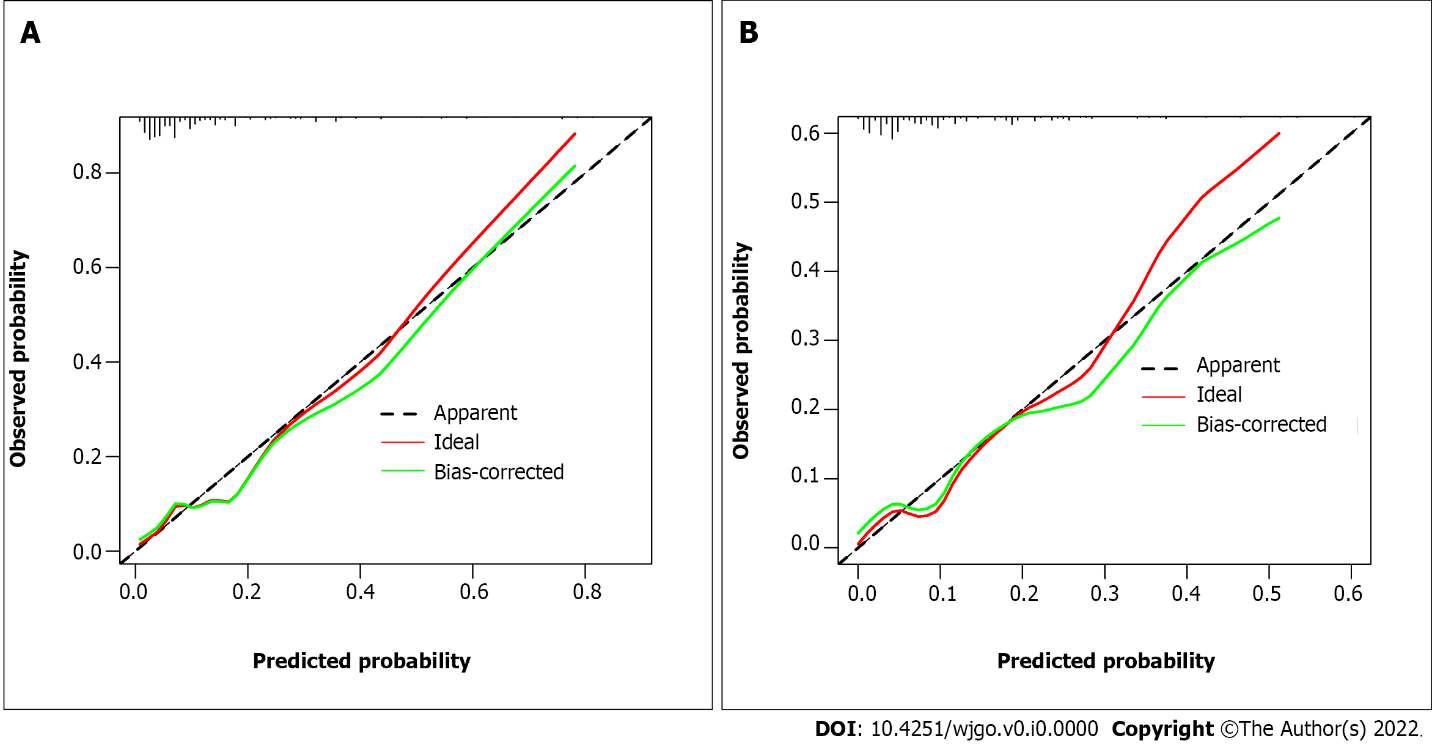 A
Observed probability
0.8
0.6
0.4
0.2
0.0
Apparent
Ideal
Bias-corrected
0.0 0.2 0.4 0.6 0.8
Predicted probability
B
Observed probability
0.6
0.5
0.4
0.3
0.2
0.1
0.0
Apparent
Ideal
Bias-corrected
0.0 0.1 0.2 0.3 0.4 0.5 0.6
Predicted probability
DOI: 10.4251/wjgo.v0.i0.0000 Copyright ©The Author(s) 2022.